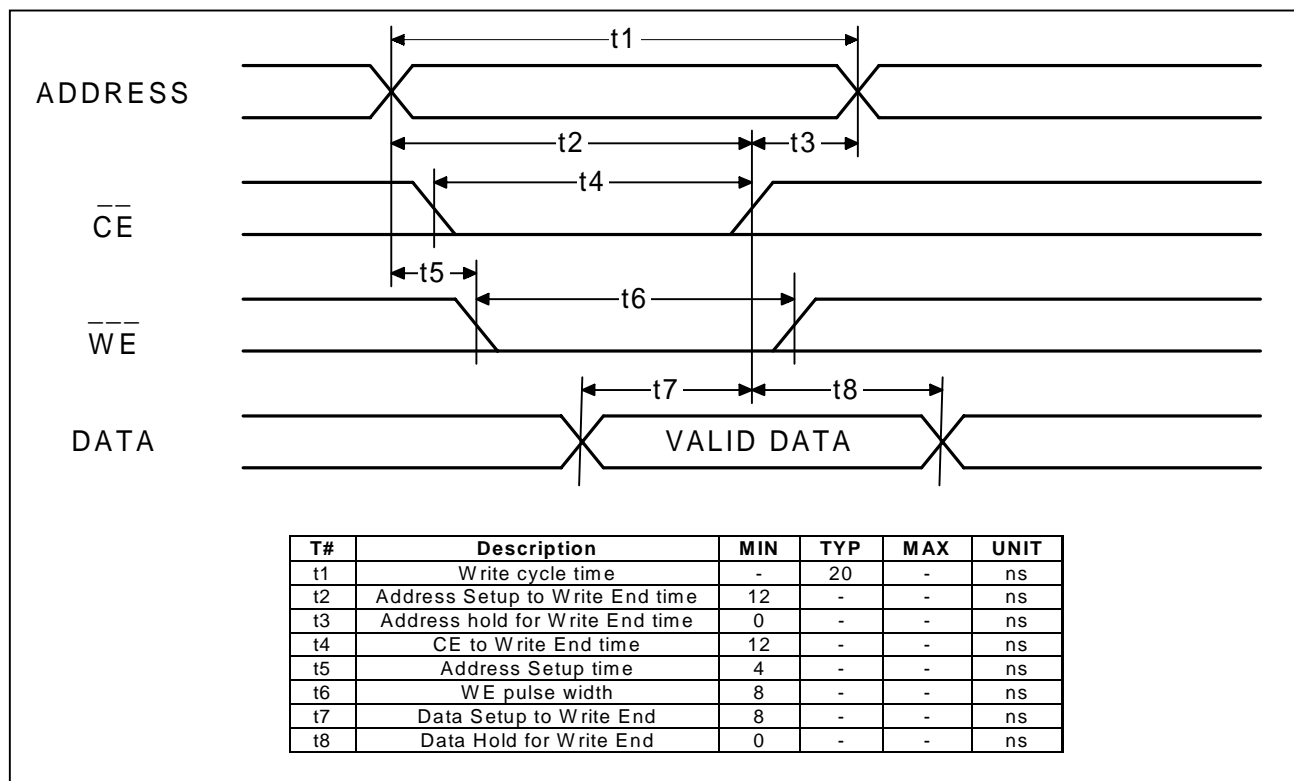 t1
ADDRESS
t2 t3
t4
CE
t5
t6
WE
t7 t8
DATA VALID DATA
T# Description MIN TYP MAX UNIT
t1 Write cycle time - 20 - ns
t2 Address Setup to Write End time 12 - - ns
t3 Address hold for Write End time 0 - - ns
t4 CE to Write End time 12 - - ns
t5 Address Setup time 4 - - ns
t6 WE pulse width 8 - - ns
t7 Data Setup to Write End 8 - - ns
t8 Data Hold for Write End 0 - - ns